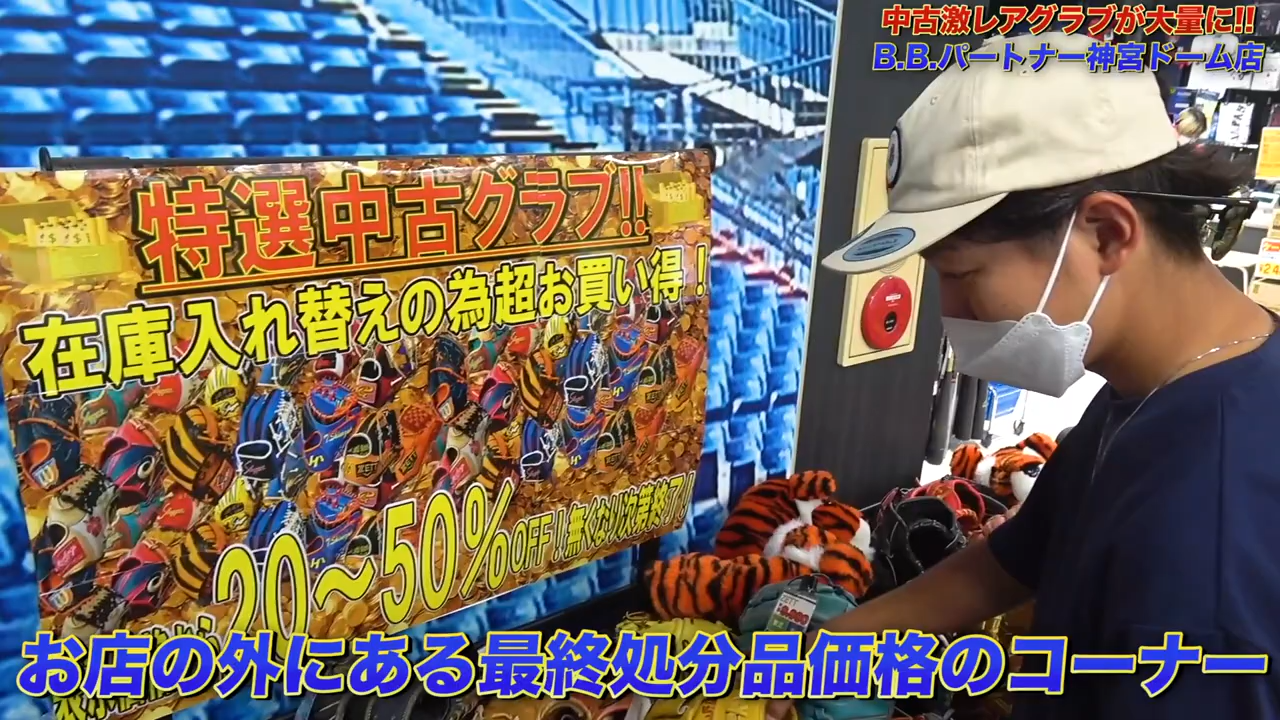 中古激レアグラブが大量に!!
B.B.パートナー神宮ドーム店
特選中古グラブ!!
在庫入れ替えの為超お買い得！
20〜50%OFF！無くなり次第終了！
お店の外にある最終処分品価格のコーナー